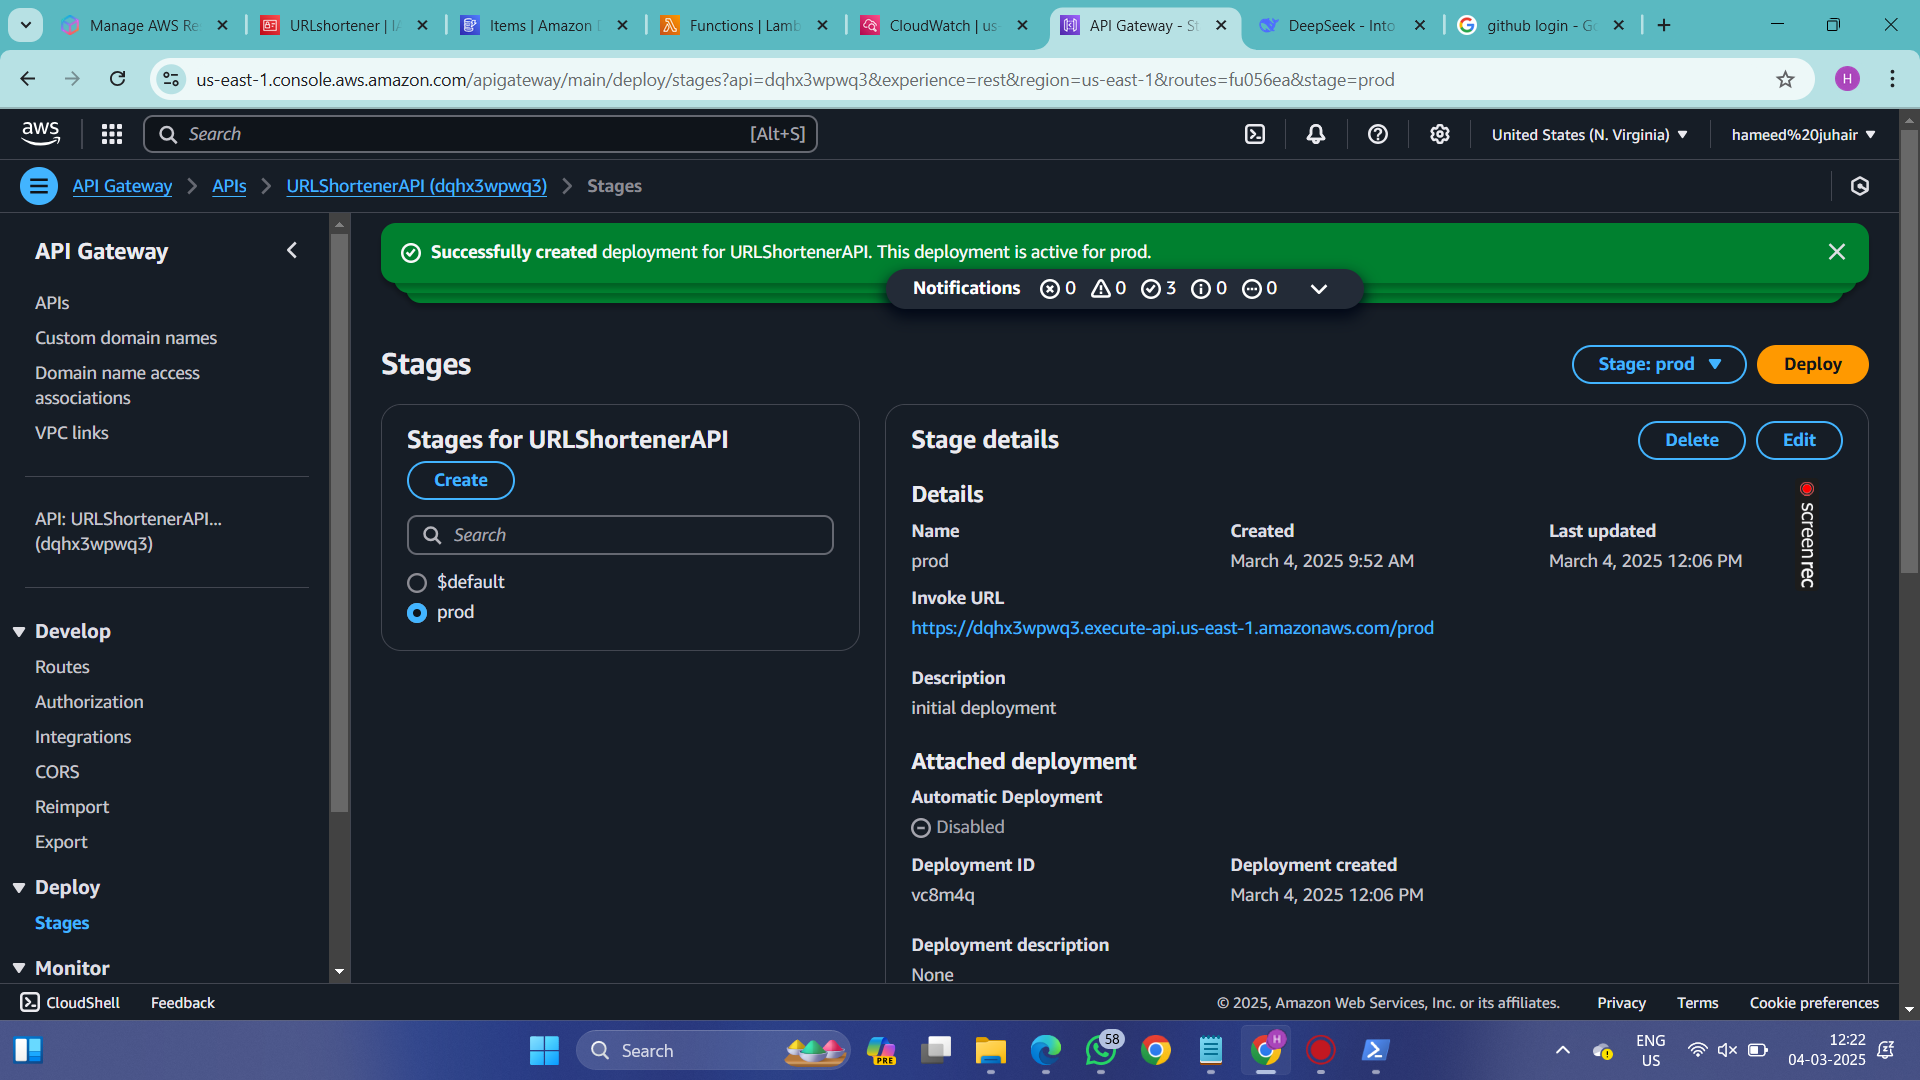 Manage AWS Re
URLshortener | IA
Items | Amazon
Functions | Lamb
CloudWatch | us-
API Gateway - St
DeepSeek - Into
github login - Go
us-east-1.console.aws.amazon.com/apigateway/main/deploy/stages?api=dqhx3wpwq3&experience=rest&region=us-east-1&routes=fu056ea&stage=prod
H
aws
Search
[Alt+S]
United States (N. Virginia)
hameed%20juhair
API Gateway
APIs
URLShortenerAPI (dqhx3wpwq3)
Stages
API Gateway
APIs
Custom domain names
Domain name access
associations
VPC links
API: URLShortenerAPI...
(dqhx3wpwq3)
Develop
Routes
Authorization
Integrations
CORS
Reimport
Export
Deploy
Stages
Monitor
Successfully created deployment for URLShortenerAPI. This deployment is active for prod.
Notifications 0 0 3 0 0
Stages
Stage: prod
Deploy
Stages for URLShortenerAPI
Create
Search
$default
prod
Stage details
Delete
Edit
Details
Name
prod
Created
March 4, 2025 9:52 AM
Last updated
March 4, 2025 12:06 PM
Invoke URL
https://dqhx3wpwq3.execute-api.us-east-1.amazonaws.com/prod
Description
initial deployment
Attached deployment
Automatic Deployment
Disabled
Deployment ID
vc8m4q
Deployment created
March 4, 2025 12:06 PM
Deployment description
None
screenrec
CloudShell
Feedback
© 2025, Amazon Web Services, Inc. or its affiliates.
Privacy
Terms
Cookie preferences
Search
PRE
58
H
ENG
US
12:22
04-03-2025